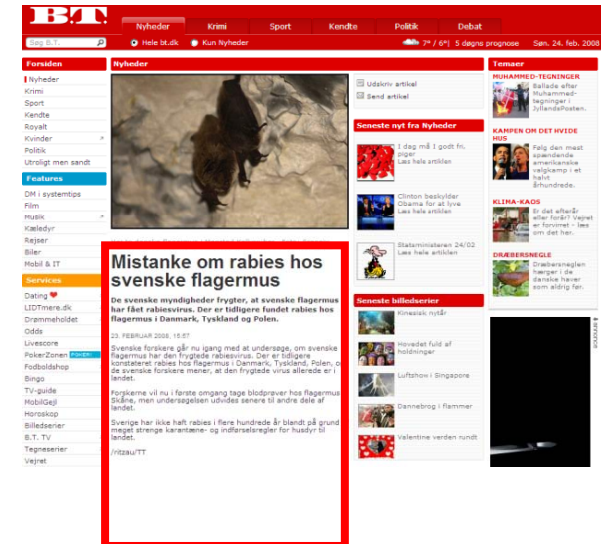 B.T.
Nyheder Krimi Sport Kendte Politik Debat
Søg B.T. Hele bt.dk Kun Nyheder 7° / 6°| 5 døgns prognose Søn. 24. feb. 2008
Forsiden
Nyheder
Krimi
Sport
Kendte
Royalt
Kvinder
Politik
Utroligt men sandt
Features
DM i systemtips
Film
Musik
Kæledyr
Rejser
Biler
Mobil & IT
Services
Dating
LIDTmere.dk
Drømmeholdet
Odds
Livescore
PokerZonen POKER!
Fodboldshop
Bingo
TV-guide
MobilGejl
Horoskop
Billedserier
B.T. TV
Tegneserier
Vejret
Nyheder
Mistanke om rabies hos
svenske flagermus
De svenske myndigheder frygter, at svenske flagermus
har fået rabiesvirus. Der er tidligere fundet rabies hos
flagermus i Danmark, Tyskland og Polen.
23. FEBRUAR 2008, 15:57
Svenske forskere går nu igang med at undersøge, om svenske
flagermus har den frygtede rabiesvirus. Der er tidligere
konstateret rabies hos flagermus i Danmark, Tyskland, Polen, o
de svenske forskere mener, at den frygtede virus allerede er i
landet.
Forskerne vil nu i første omgang tage blodprøver hos flagermus
Skåne, men undersøgelsen udvides senere til andre dele af
landet.
Sverige har ikke haft rabies i flere hundrede år blandt på grund
meget strenge karantæne- og indførselsregler for husdyr til
landet.
/ritzau/TT
Udskriv artikel
Send artikel
Seneste nyt fra Nyheder
I dag må I godt fri,
piger
Læs hele artiklen
Clinton beskylder
Obama for at lyve
Læs hele artiklen
Statsministeren 24/02
Læs hele artiklen
Seneste billedserier
Kinesisk nytår
Hovedet fuld af
holdninger
Luftshow i Singapore
Dannebrog i flammer
Valentine verden rundt
Temaer
MUHAMMED-TEGNINGER
Ballade efter
Muhammed-
tegninger i
JyllandsPosten.
KAMPEN OM DET HVIDE
HUS
Følg den mest
spændende
amerikanske
valgkamp i et
halvt
århundrede.
KLIMA-KAOS
Er det efterår
eller forår? Vejret
er forvirret - læs
om det her.
DRÆBERSNEGLE
Dræbersneglen
hærger i de
danske haver
som aldrig før.
annonce